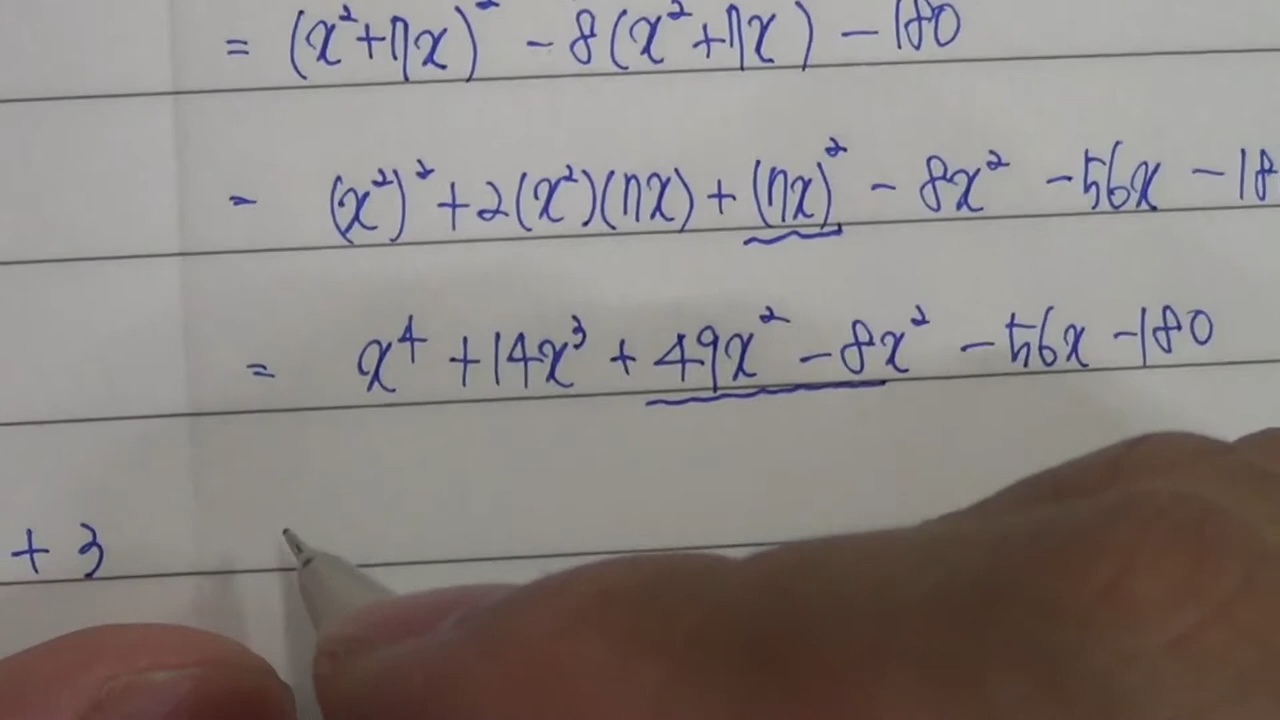 = (x²+7x)² - 8(x²+7x) - 180
= (x²)² + 2(x²)(7x) + (7x)² - 8x² - 56x - 18
= x⁴ + 14x³ + 49x² - 8x² - 56x - 180
+ 3